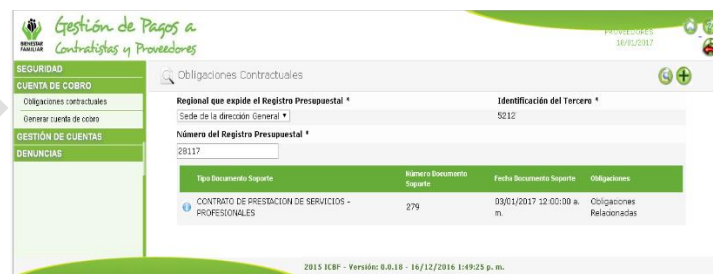 Gestión de Pagos a
Contratistas y Proveedores
BIENESTAR
FAMILIAR
PROVEEDORES
16/01/2017
SEGURIDAD
CUENTA DE COBRO
Obligaciones contractuales
Generar cuenta de cobro
GESTIÓN DE CUENTAS
DENUNCIAS
Obligaciones Contractuales
Regional que expide el Registro Presupuestal * Identificación del Tercero *
Sede de la dirección General 5212
Número del Registro Presupuestal *
28117
Tipo Documento Soporte Número Documento Soporte Fecha Documento Soporte Obligaciones
CONTRATO DE PRESTACION DE SERVICIOS - PROFESIONALES 279 03/01/2017 12:00:00 a. m. Obligaciones Relacionadas
2015 ICBF - Versión: 0.0.18 - 16/12/2016 1:49:25 p. m.